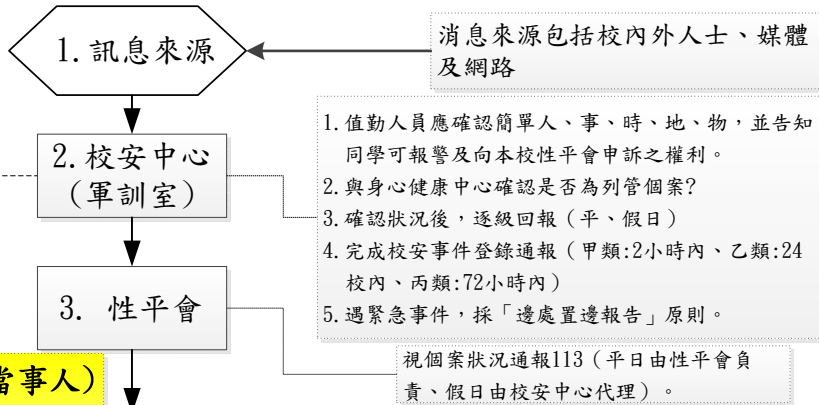 1.訊息來源
消息來源包括校內外人士、媒體
及網路
2.校安中心
(軍訓室)
1.值勤人員應確認簡單人、事、時、地、物，並告知
同學可報警及向本校性平會申訴之權利。
2.與身心健康中心確認是否為列管個案?
3.確認狀況後，逐級回報（平、假日）
4.完成校安事件登錄通報（甲類:2小時內、乙類:24
校內、丙類:72小時內）
5.遇緊急事件，採「邊處置邊報告」原則。
3. 性平會
視個案狀況通報113（平日由性平會負
責、假日由校安中心代理）。
當事人）